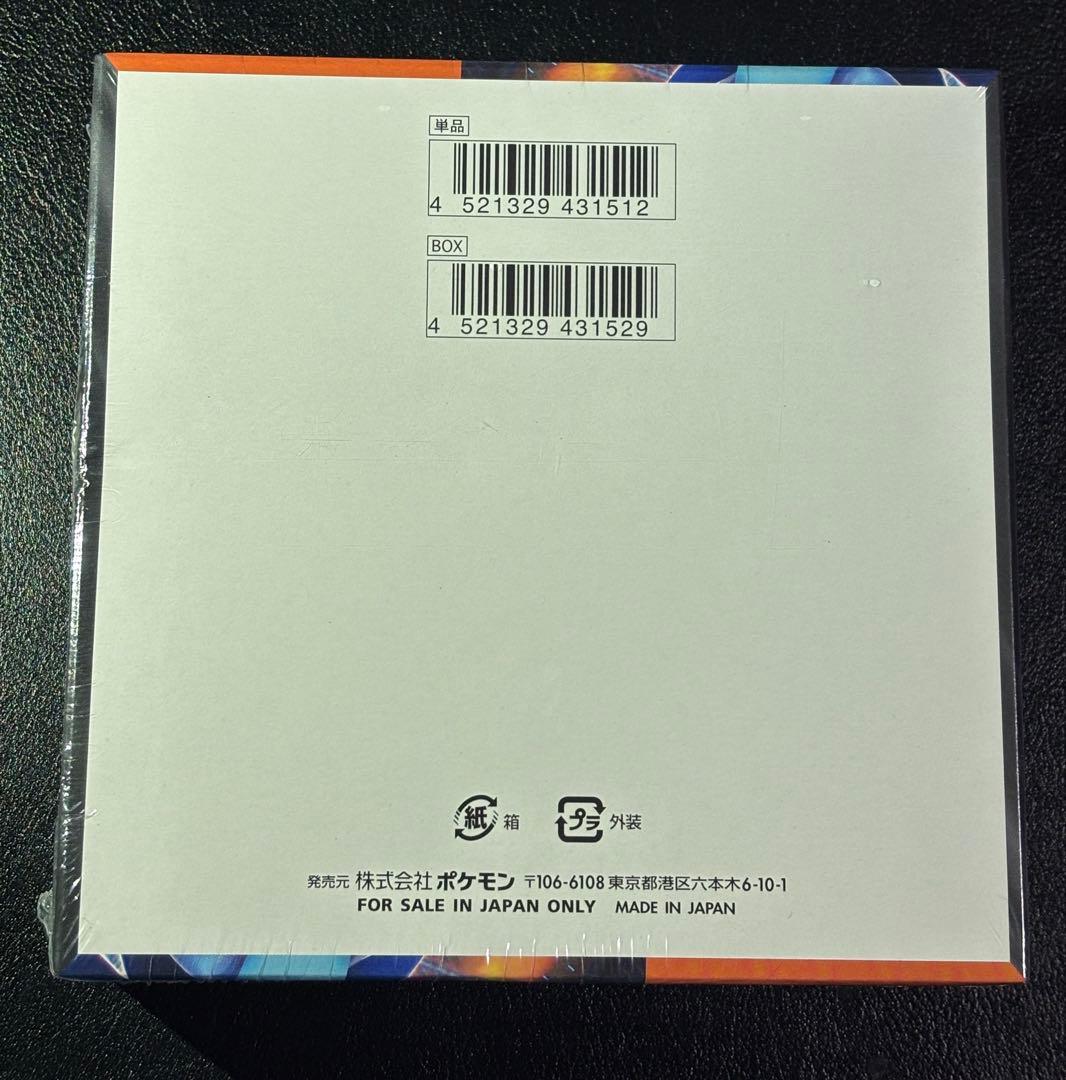 単品
4 521329 431512
BOX
4 521329 431529
紙 箱 プラ 外装
発売元 株式会社 ポケモン 〒106-6108 東京都港区六本木6-10-1
FOR SALE IN JAPAN ONLY MADE IN JAPAN